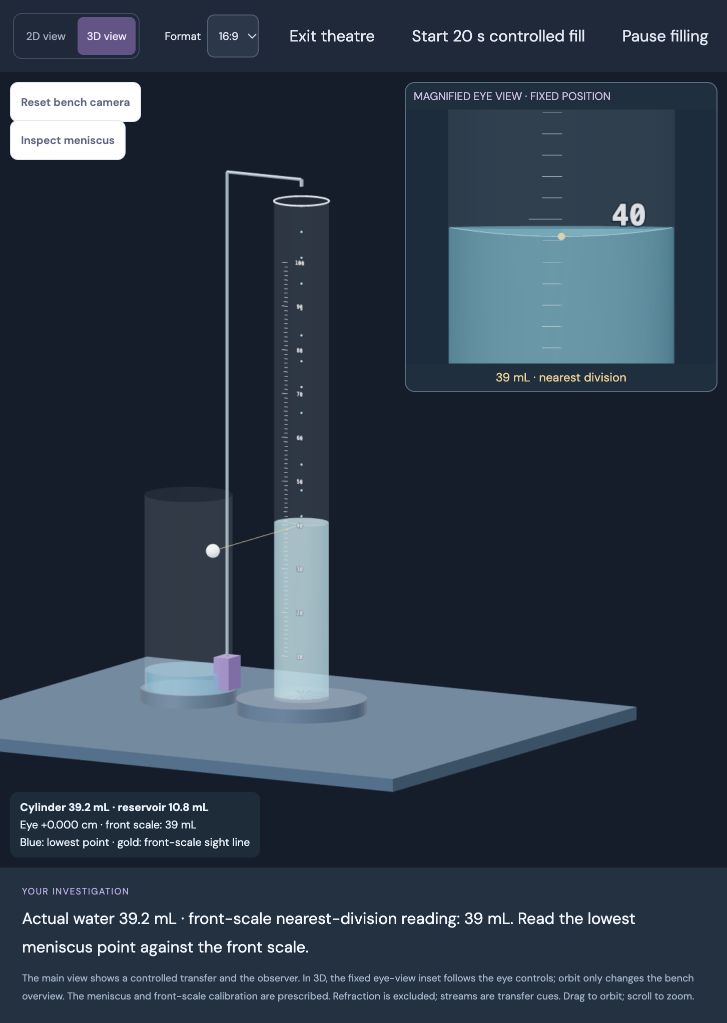 2D view
3D view
Format
16:9
Exit theatre
Start 20 s controlled fill
Pause filling
Reset bench camera
Inspect meniscus
MAGNIFIED EYE VIEW · FIXED POSITION
40
39 mL · nearest division
100
90
80
70
60
50
40
30
20
10
Cylinder 39.2 mL · reservoir 10.8 mL
Eye +0.000 cm · front scale: 39 mL
Blue: lowest point · gold: front-scale sight line
YOUR INVESTIGATION
Actual water 39.2 mL · front-scale nearest-division reading: 39 mL. Read the lowest
meniscus point against the front scale.
The main view shows a controlled transfer and the observer. In 3D, the fixed eye-view inset follows the eye controls; orbit only changes the bench
overview. The meniscus and front-scale calibration are prescribed. Refraction is excluded; streams are transfer cues. Drag to orbit; scroll to zoom.